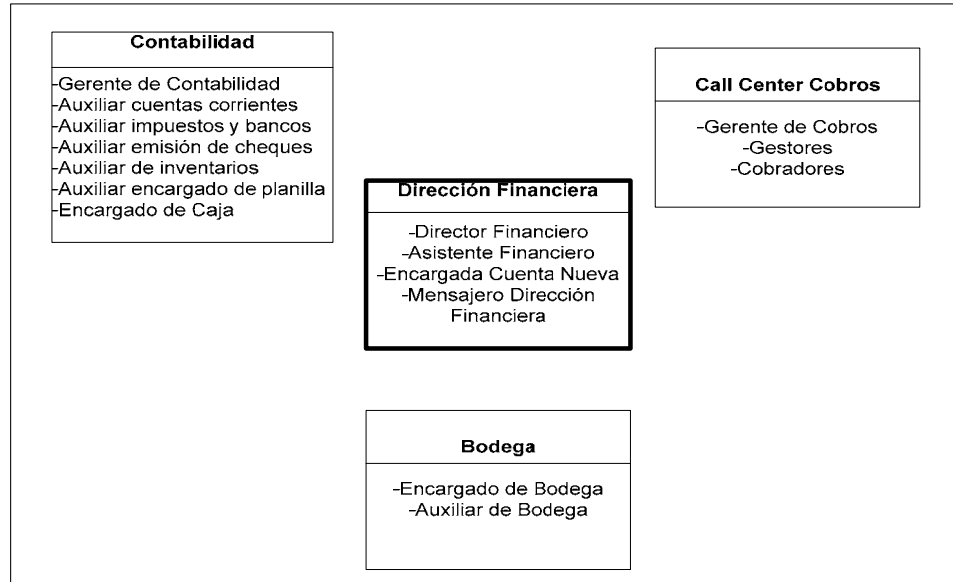 Contabilidad
-Gerente de Contabilidad
-Auxiliar cuentas corrientes
-Auxiliar impuestos y bancos
-Auxiliar emisión de cheques
-Auxiliar de inventarios
-Auxiliar encargado de planilla
-Encargado de Caja
Call Center Cobros
-Gerente de Cobros
-Gestores
-Cobradores
Dirección Financiera
-Director Financiero
-Asistente Financiero
-Encargada Cuenta Nueva
-Mensajero Dirección
Financiera
Bodega
-Encargado de Bodega
-Auxiliar de Bodega